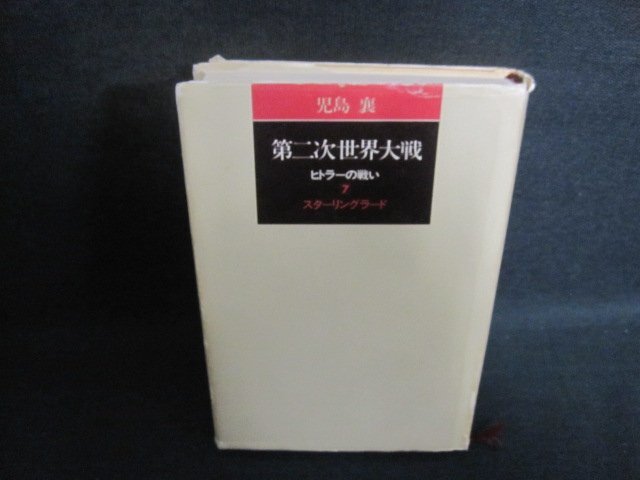 児島 襄
第二次世界大戦
ヒトラーの戦い
7
スターリングラード